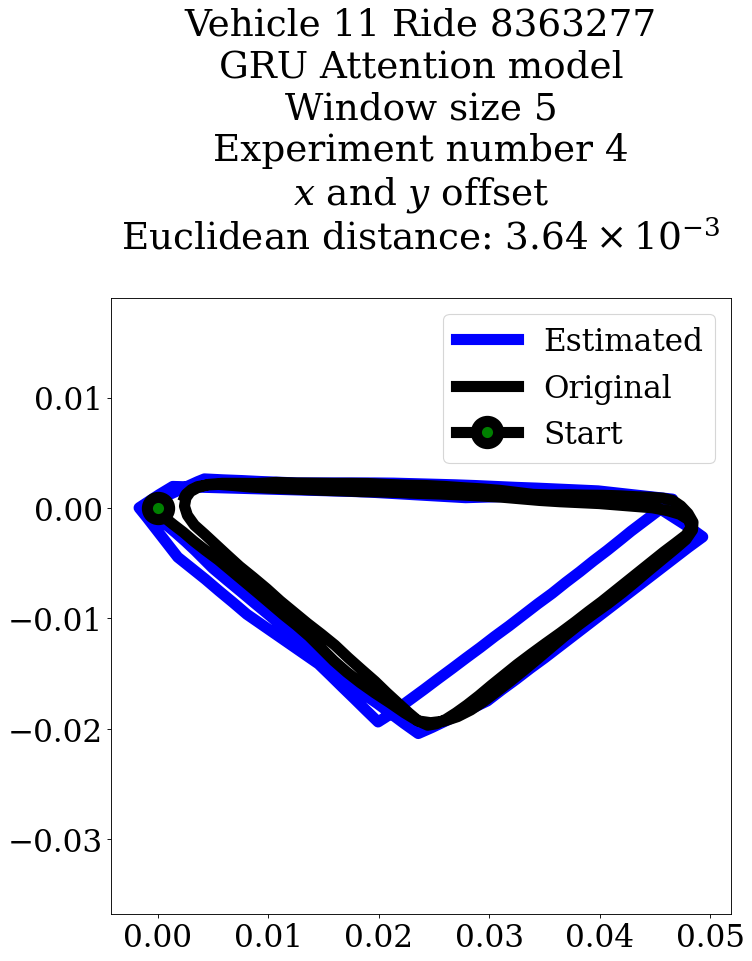 Vehicle 11 Ride 8363277
GRU Attention model
Window size 5
Experiment number 4
x and y offset
Euclidean distance: 3.64 × 10⁻³
Estimated
Original
Start
0.01
0.00
−0.01
−0.02
−0.03
0.00 0.01 0.02 0.03 0.04 0.05